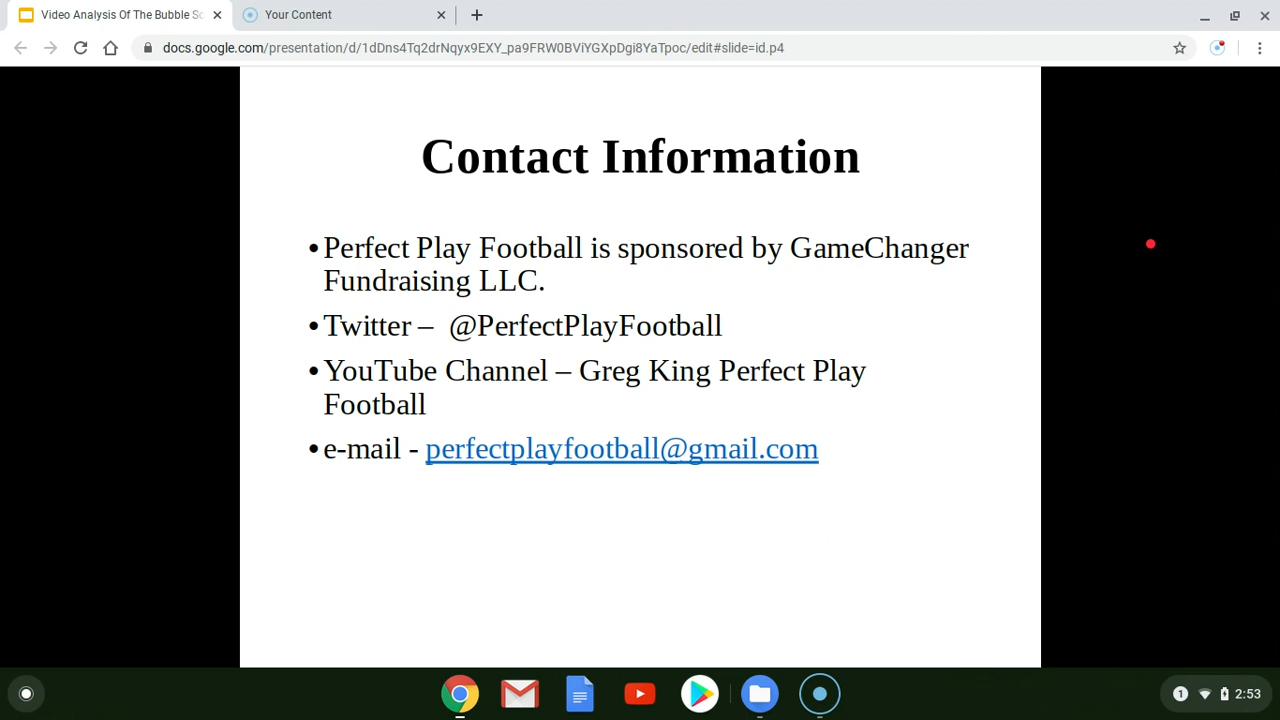 Video Analysis Of The Bubble Sc
Your Content
docs.google.com/presentation/d/1dDns4Tq2drNqyx9EXY_pa9FRW0BViYGXpDgi8YaTpoc/edit#slide=id.p4
Contact Information
•Perfect Play Football is sponsored by GameChanger
Fundraising LLC.
•Twitter – @PerfectPlayFootball
•YouTube Channel – Greg King Perfect Play
Football
•e-mail - perfectplayfootball@gmail.com
1
2:53